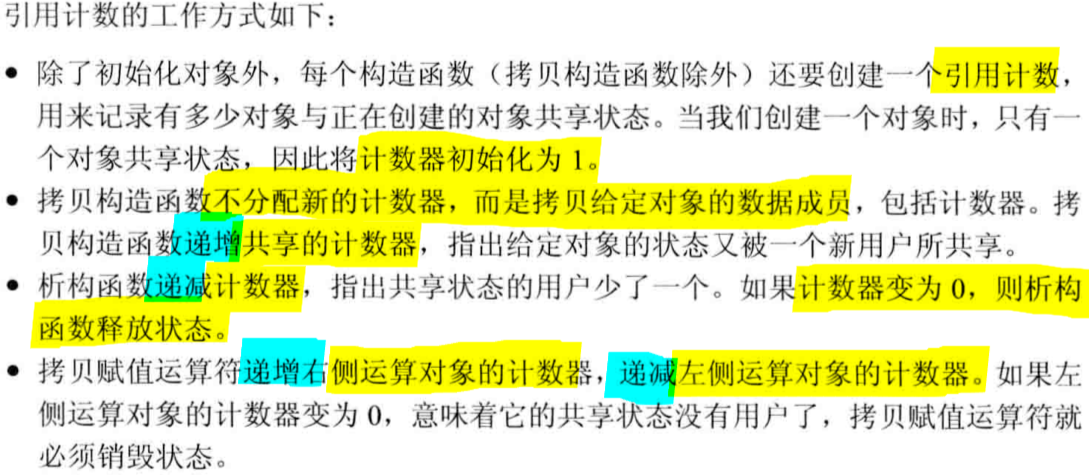 引用计数的工作方式如下：
● 除了初始化对象外，每个构造函数（拷贝构造函数除外）还要创建一个引用计数，
用来记录有多少对象与正在创建的对象共享状态。当我们创建一个对象时，只有一
个对象共享状态，因此将计数器初始化为 1。
● 拷贝构造函数不分配新的计数器，而是拷贝给定对象的数据成员，包括计数器。拷
贝构造函数递增共享的计数器，指出给定对象的状态又被一个新用户所共享。
● 析构函数递减计数器，指出共享状态的用户少了一个。如果计数器变为 0，则析构
函数释放状态。
● 拷贝赋值运算符递增右侧运算对象的计数器，递减左侧运算对象的计数器。如果左
侧运算对象的计数器变为 0，意味着它的共享状态没有用户了，拷贝赋值运算符就
必须销毁状态。